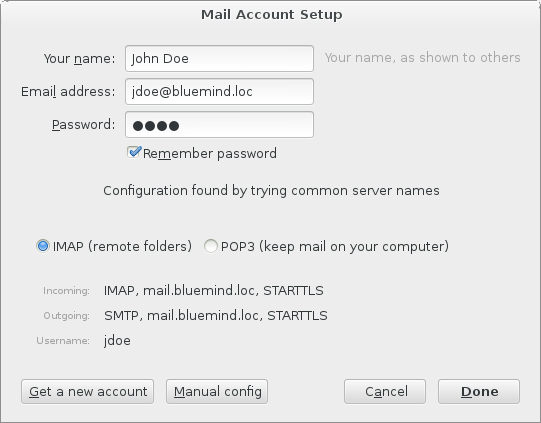 Mail Account Setup
Your name: John Doe Your name, as shown to others
Email address: jdoe@bluemind.loc
Password: ●●●●
Remember password
Configuration found by trying common server names
IMAP (remote folders) POP3 (keep mail on your computer)
Incoming: IMAP, mail.bluemind.loc, STARTTLS
Outgoing: SMTP, mail.bluemind.loc, STARTTLS
Username: jdoe
Get a new account Manual config Cancel Done